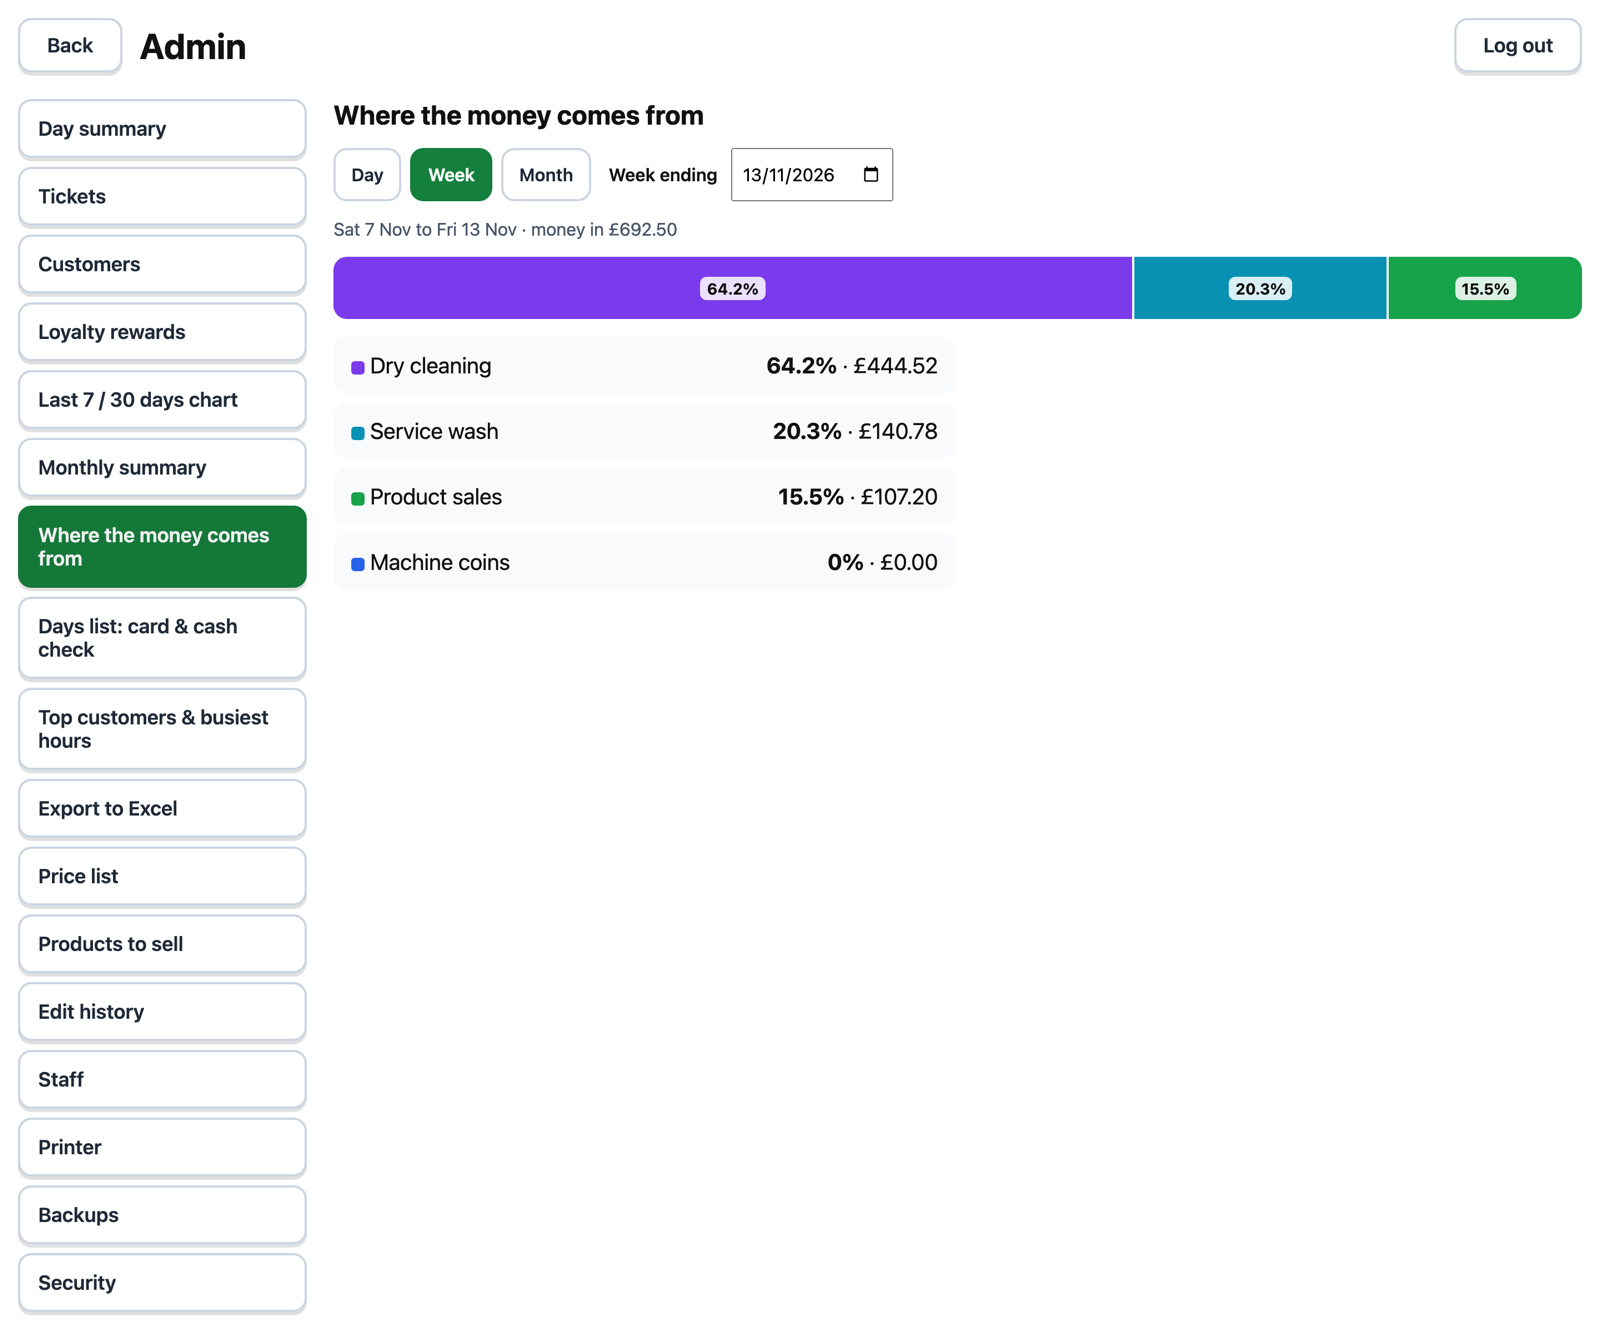 Back
Admin
Log out
Day summary
Tickets
Customers
Loyalty rewards
Last 7 / 30 days chart
Monthly summary
Where the money comes
from
Days list: card & cash
check
Top customers & busiest
hours
Export to Excel
Price list
Products to sell
Edit history
Staff
Printer
Backups
Security
Where the money comes from
Day
Week
Month
Week ending
13/11/2026
Sat 7 Nov to Fri 13 Nov · money in £692.50
64.2%
20.3%
15.5%
Dry cleaning 64.2% · £444.52
Service wash 20.3% · £140.78
Product sales 15.5% · £107.20
Machine coins 0% · £0.00